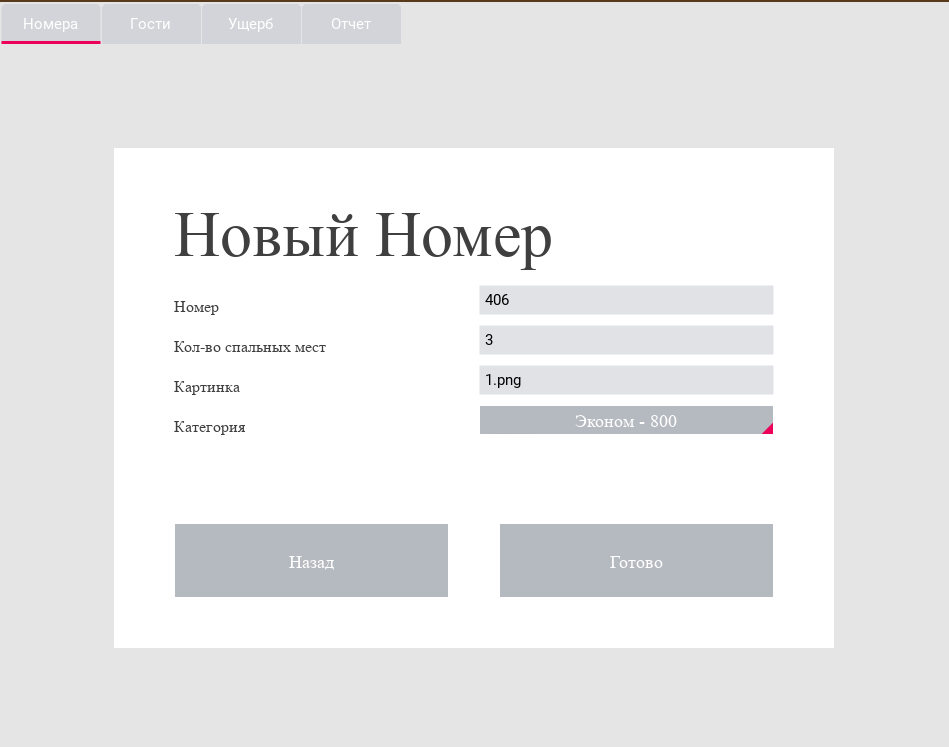 Номера Гости Ущерб Отчет
Новый Номер
Номер 406
Кол-во спальных мест 3
Картинка 1.png
Категория Эконом - 800
Назад Готово